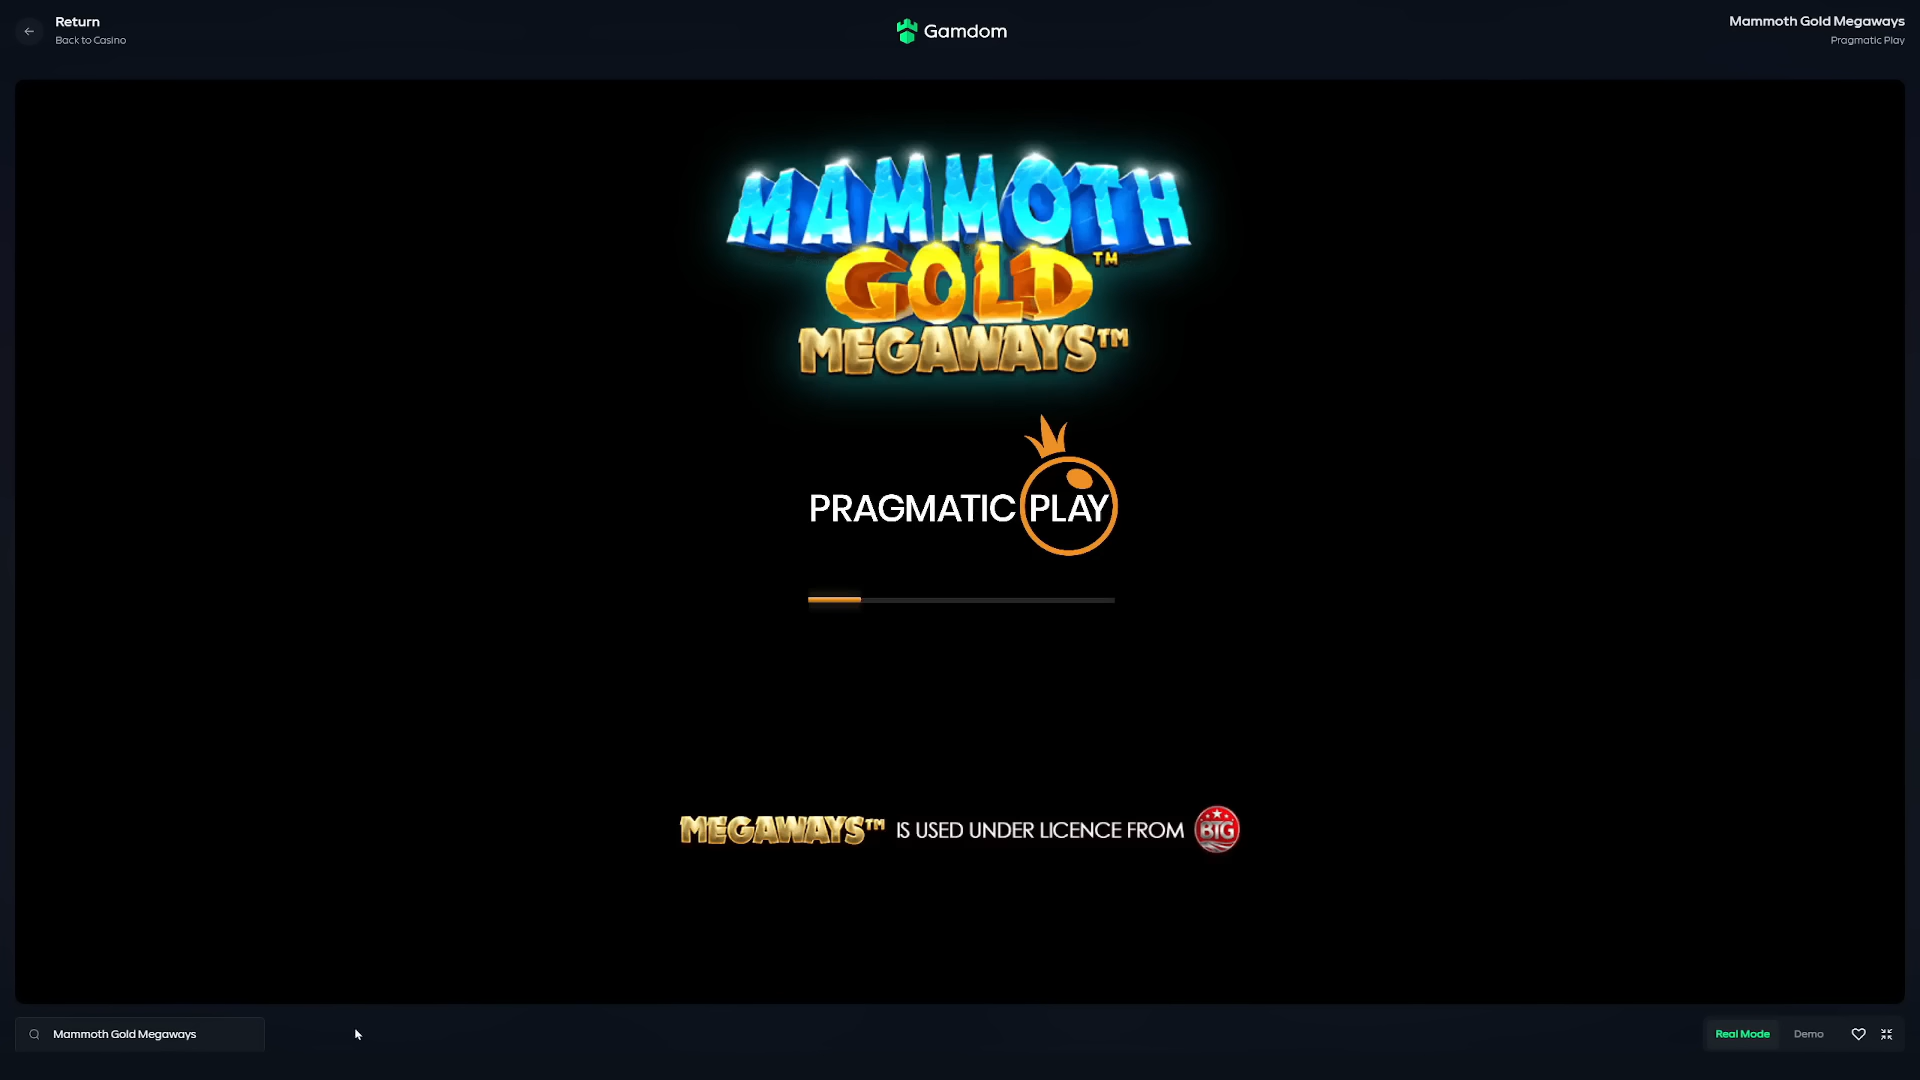 Return
Back to Casino
Gamdom
Mammoth Gold Megaways
Pragmatic Play
MAMMOTH
GOLD™
MEGAWAYS™
PRAGMATIC PLAY
MEGAWAYS™ IS USED UNDER LICENCE FROM BIG
Mammoth Gold Megaways
Real Mode Demo